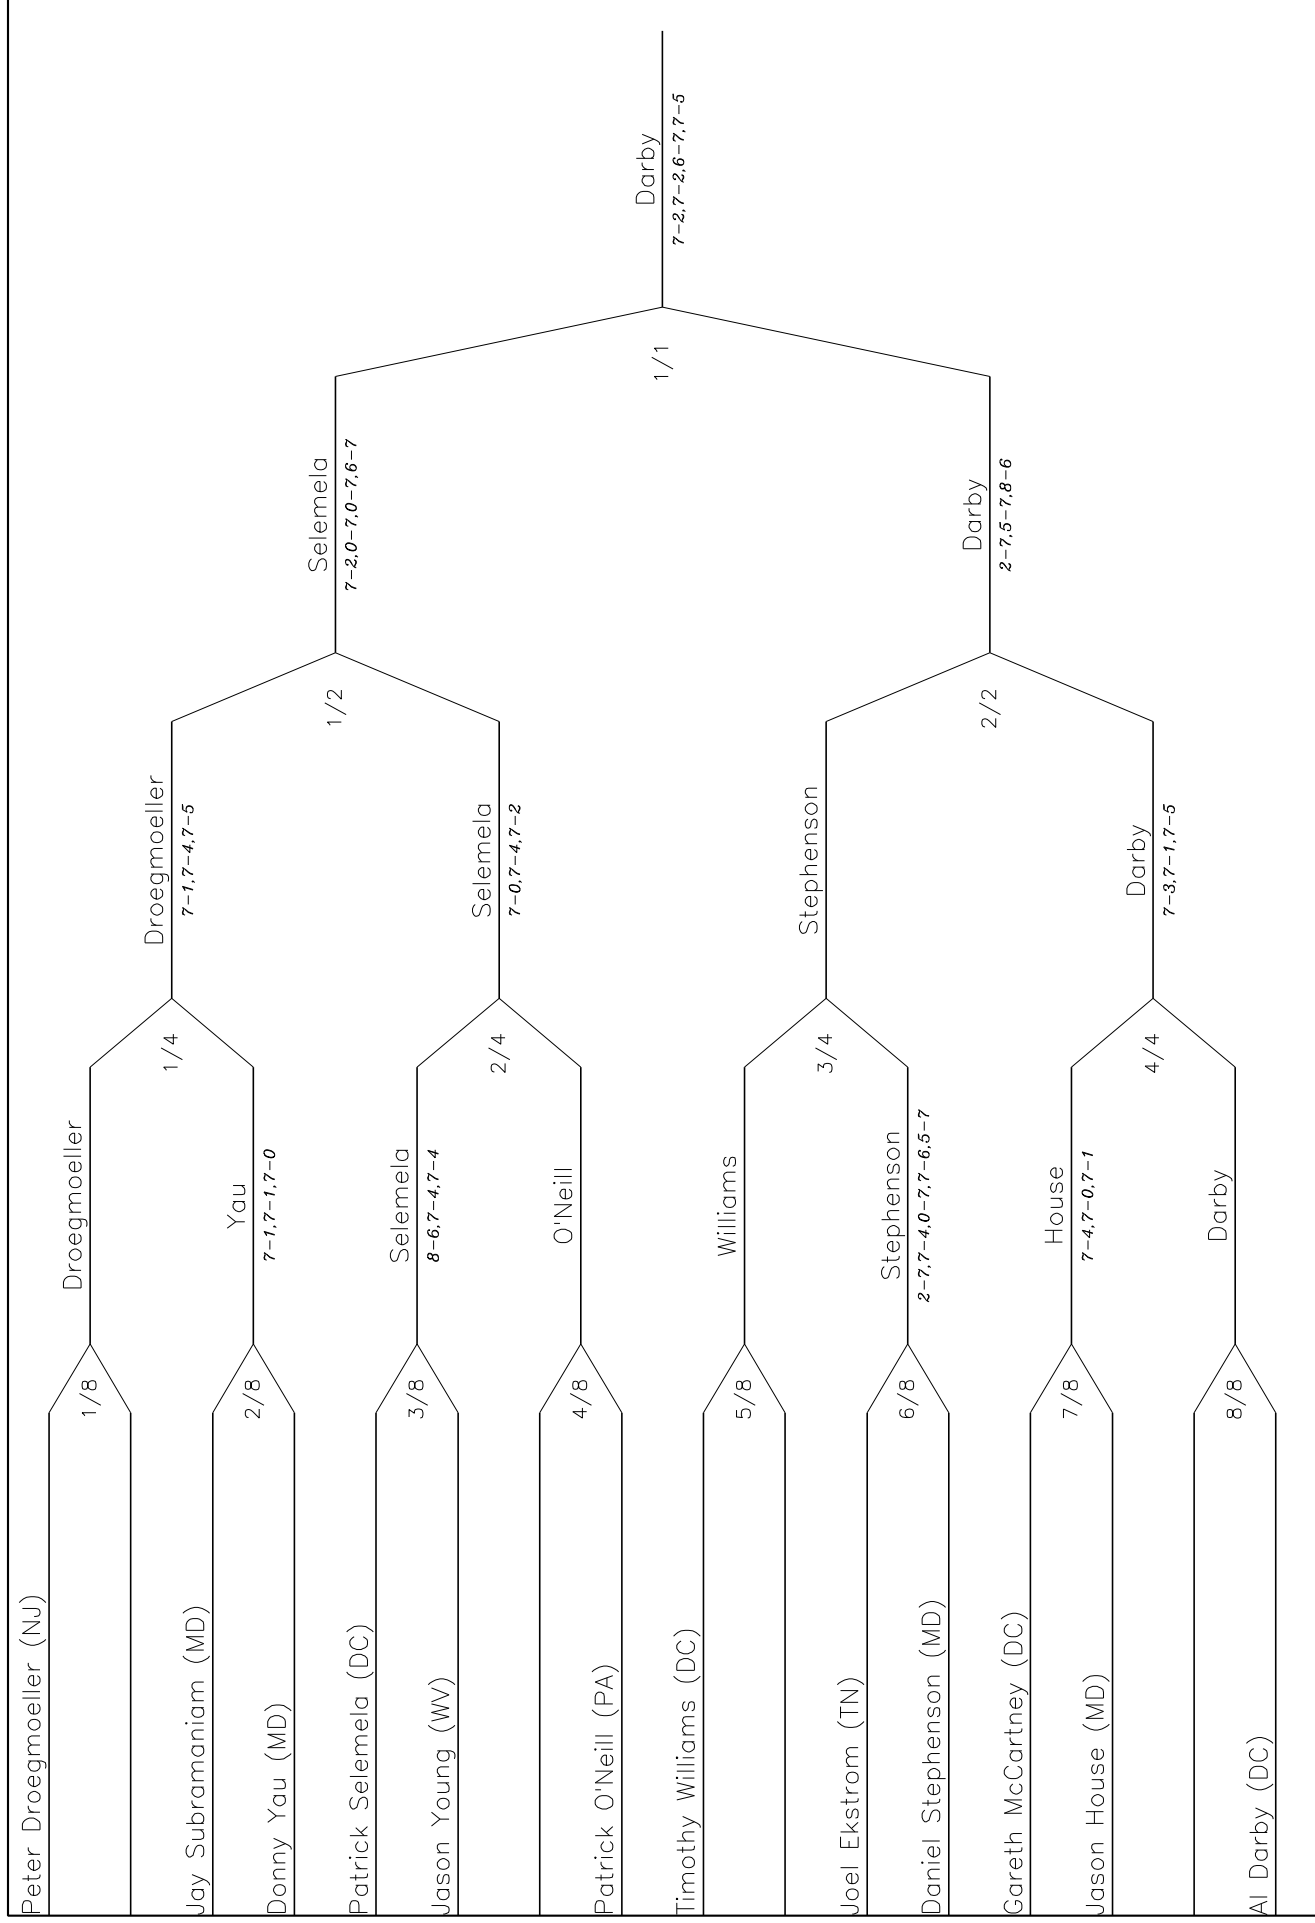 Peter Droegmoeller (NJ)
Jay Subramaniam (MD)
Donny Yau (MD)
Patrick Selemela (DC)
Jason Young (WV)
Patrick O'Neill (PA)
Timothy Williams (DC)
Joel Ekstrom (TN)
Daniel Stephenson (MD)
Gareth McCartney (DC)
Jason House (MD)
Al Darby (DC)
1/8
2/8
3/8
4/8
5/8
6/8
7/8
8/8
Droegmoeller
Yau
7-1,7-1,7-0
Selemela
8-6,7-4,7-4
O'Neill
Williams
Stephenson
2-7,7-4,0-7,7-6,5-7
House
7-4,7-0,7-1
Darby
1/4
2/4
3/4
4/4
Droegmoeller
7-1,7-4,7-5
Selemela
7-0,7-4,7-2
Stephenson
Darby
7-3,7-1,7-5
1/2
2/2
Selemela
7-2,0-7,0-7,6-7
Darby
2-7,5-7,8-6
1/1
Darby
7-2,7-2,6-7,7-5